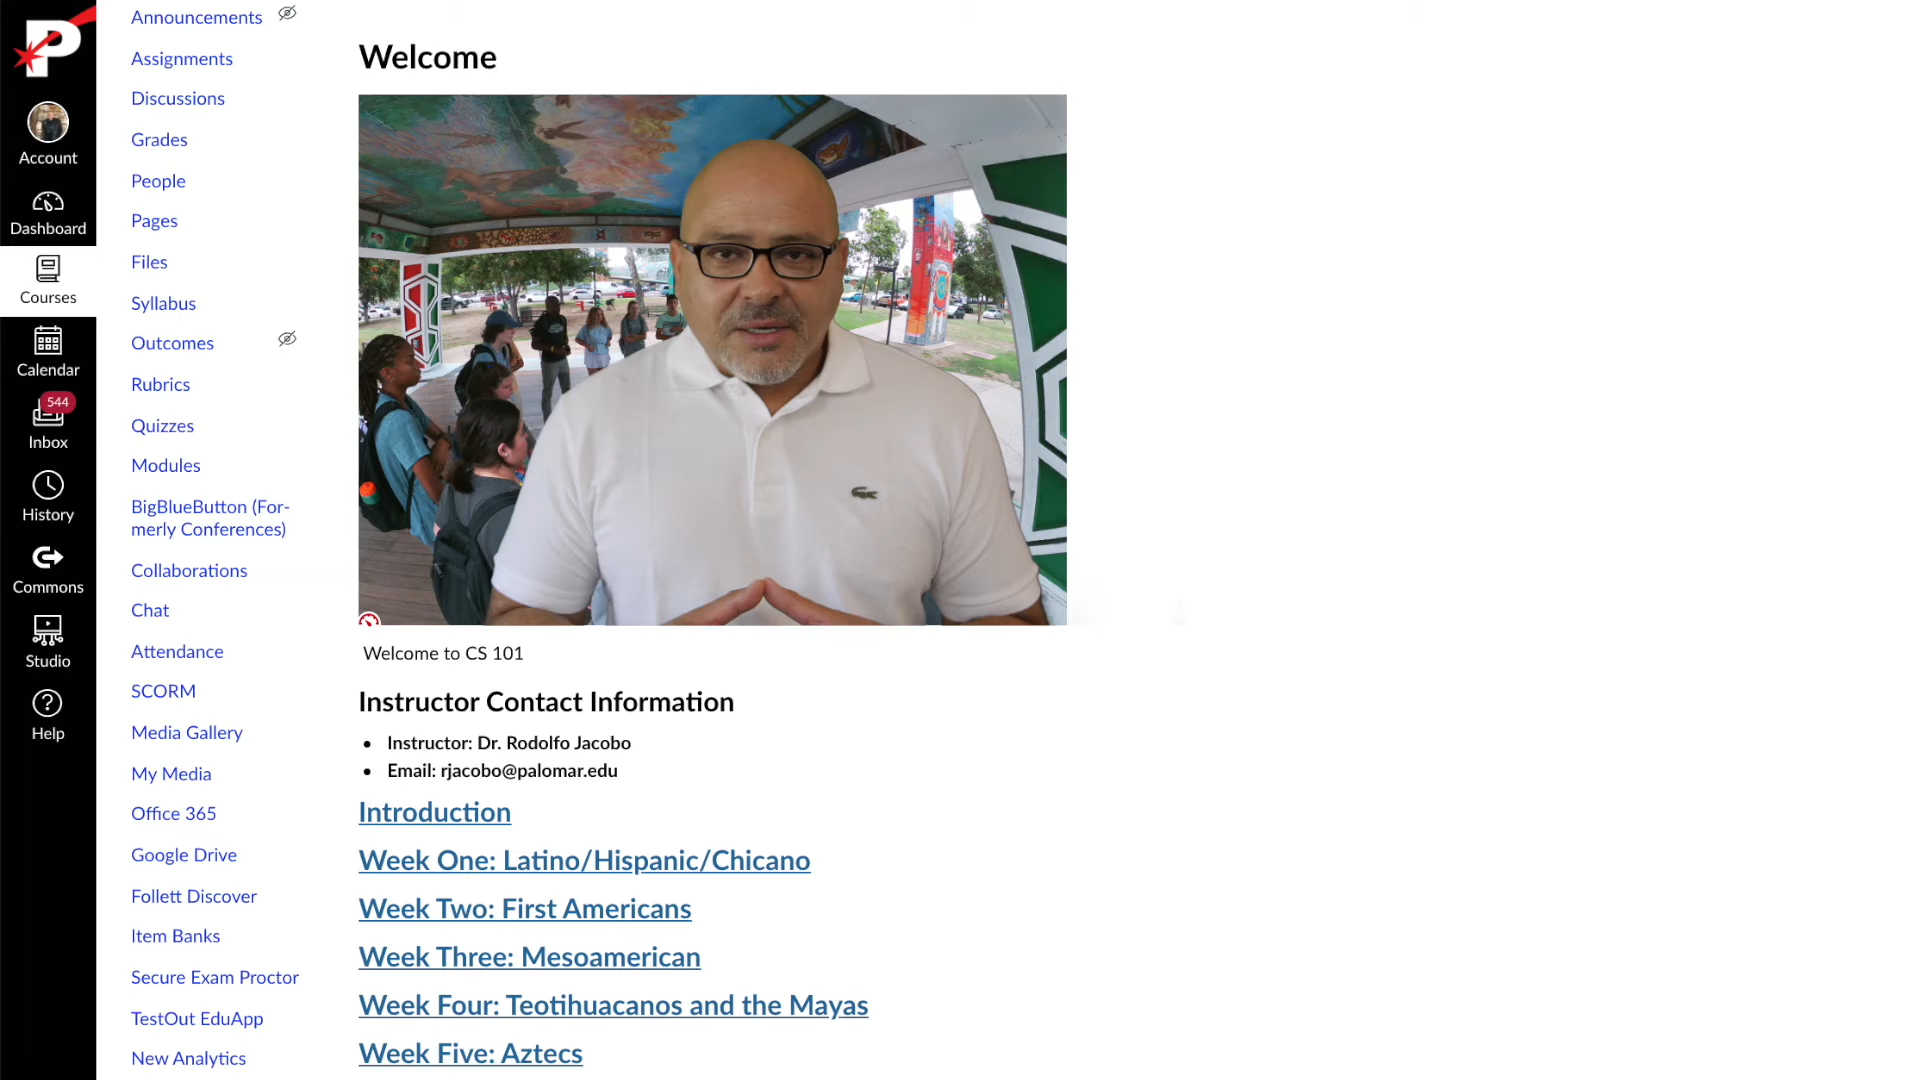 P
Account
Dashboard
Courses
Calendar
544
Inbox
History
Commons
Studio
Help
Announcements
Assignments
Discussions
Grades
People
Pages
Files
Syllabus
Outcomes
Rubrics
Quizzes
Modules
BigBlueButton (For-
merly Conferences)
Collaborations
Chat
Attendance
SCORM
Media Gallery
My Media
Office 365
Google Drive
Follett Discover
Item Banks
Secure Exam Proctor
TestOut EduApp
New Analytics
Welcome
Welcome to CS 101
Instructor Contact Information
Instructor: Dr. Rodolfo Jacobo
Email: rjacobo@palomar.edu
Introduction
Week One: Latino/Hispanic/Chicano
Week Two: First Americans
Week Three: Mesoamerican
Week Four: Teotihuacanos and the Mayas
Week Five: Aztecs